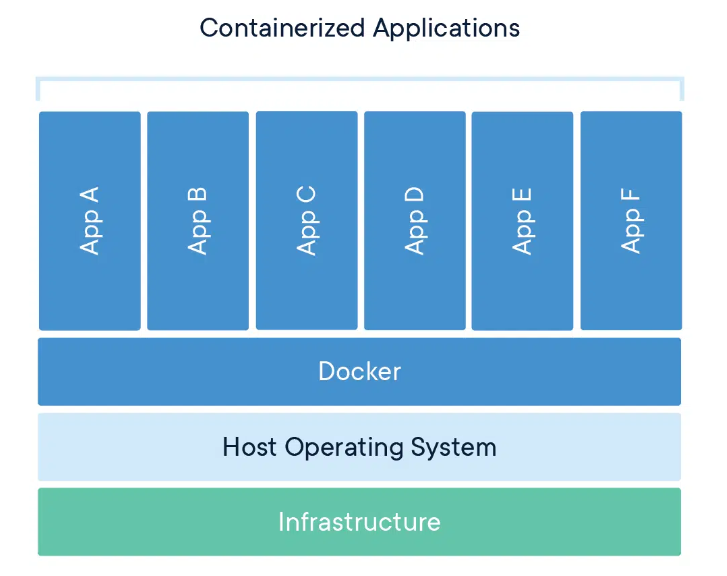 Containerized Applications
App A
App B
App C
App D
App E
App F
Docker
Host Operating System
Infrastructure